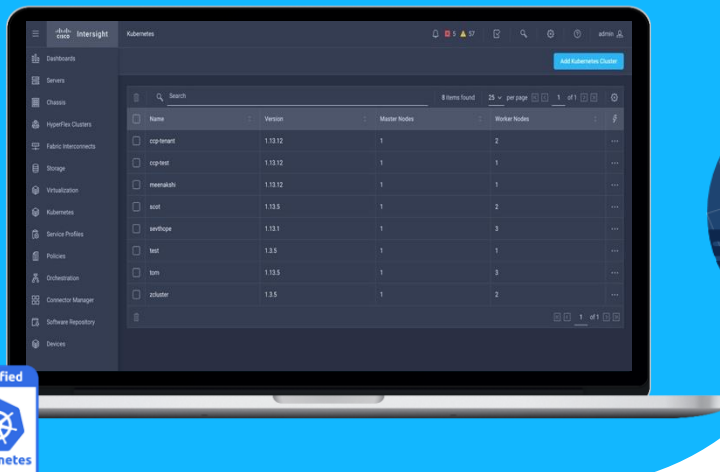 cisco Intersight Kubernetes 5 57 admin
Dashboards
Servers
Chassis
HyperFlex Clusters
Fabric Interconnects
Storage
Virtualization
Kubernetes
Service Profiles
Policies
Orchestration
Connector Manager
Software Repository
Devices
Add Kubernetes Cluster
Search 8 items found 25 per page 1 of 1
Name Version Master Nodes Worker Nodes
ccp-tenant 1.13.12 1 2
ccp-test 1.13.12 1 1
meenakshi 1.13.12 1 1
scot 1.13.5 1 2
sevthope 1.13.1 1 3
test 1.3.5 1 1
tom 1.13.5 1 3
zcluster 1.3.5 1 2
1 of 1
fied
netes